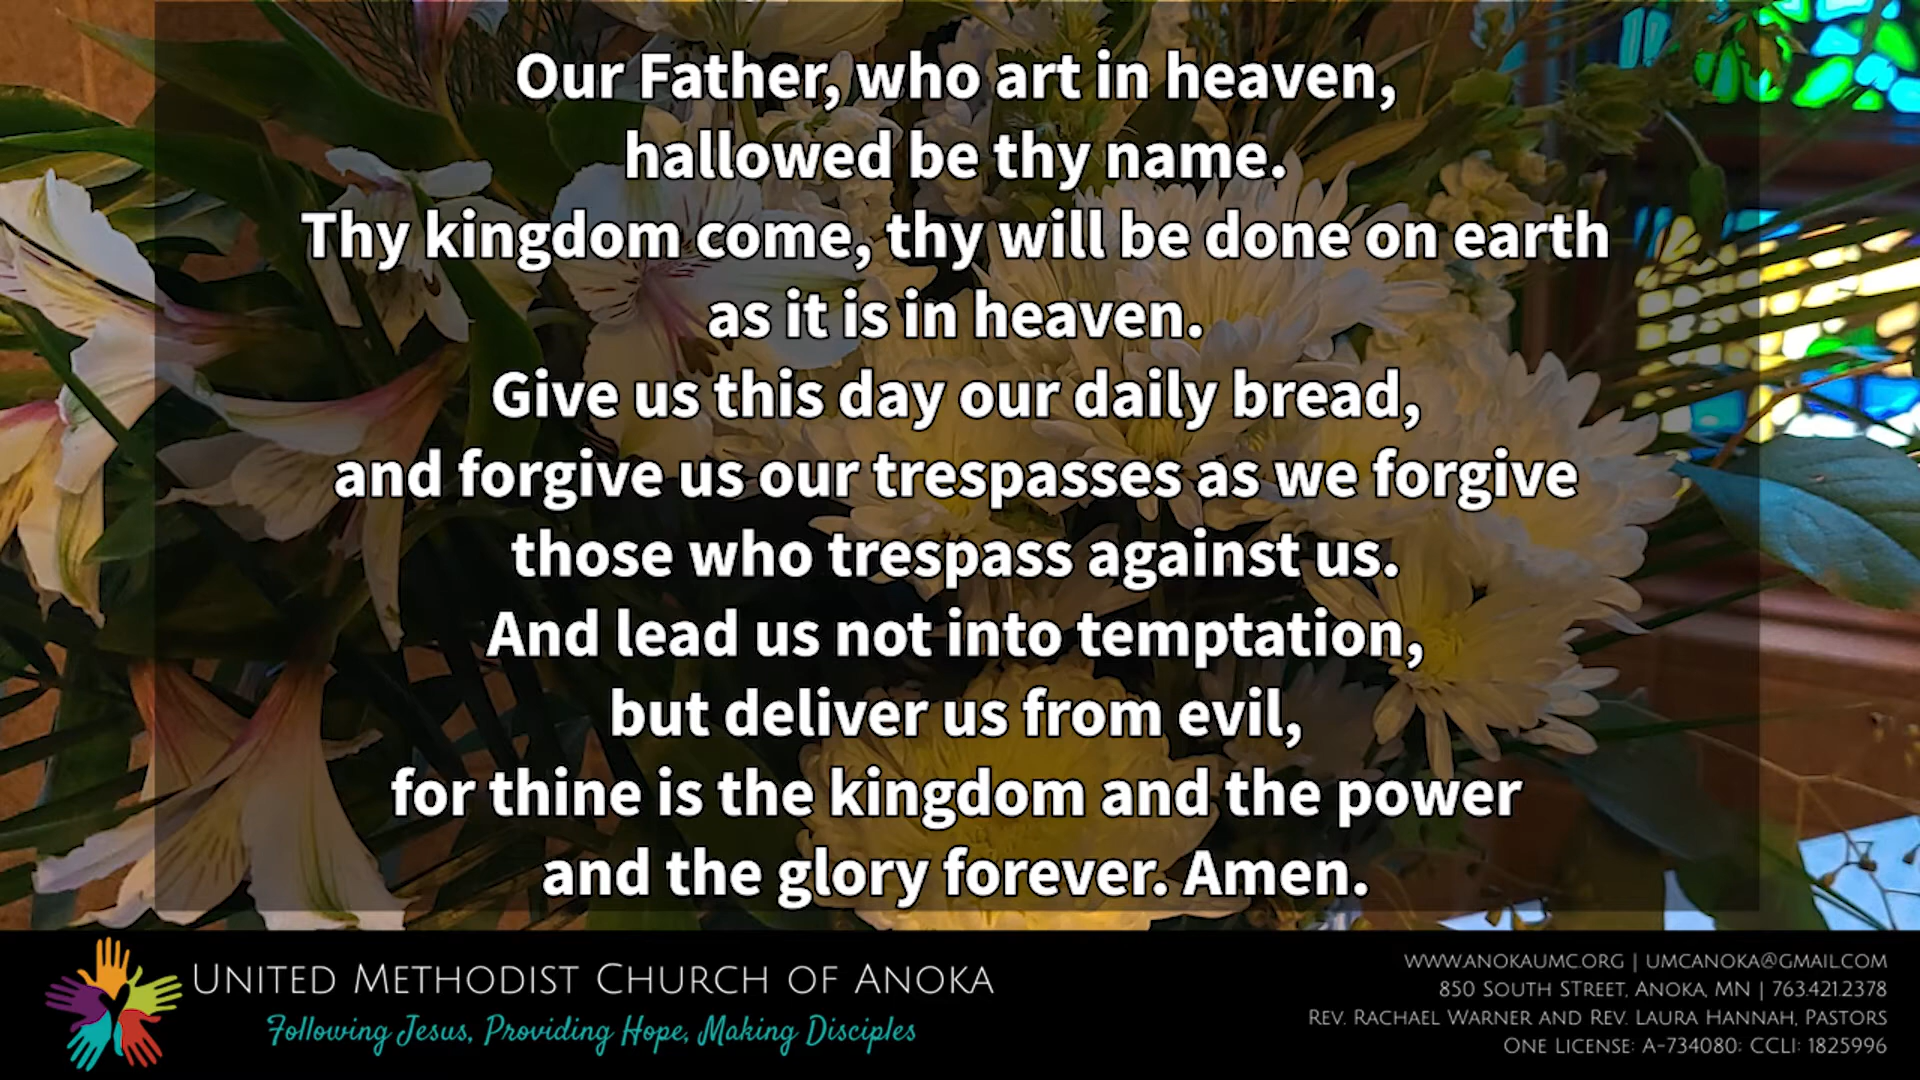 Our Father, who art in heaven,
hallowed be thy name.
Thy kingdom come, thy will be done on earth
as it is in heaven.
Give us this day our daily bread,
and forgive us our trespasses as we forgive
those who trespass against us.
And lead us not into temptation,
but deliver us from evil,
for thine is the kingdom and the power
and the glory forever. Amen.
United Methodist Church of Anoka
Following Jesus, Providing Hope, Making Disciples
www.anokaumc.org | umcanoka@gmail.com
850 South Street, Anoka, MN | 763.421.2378
Rev. Rachael Warner and Rev. Laura Hannah, Pastors
One License: A-734080; CCLI: 1825996